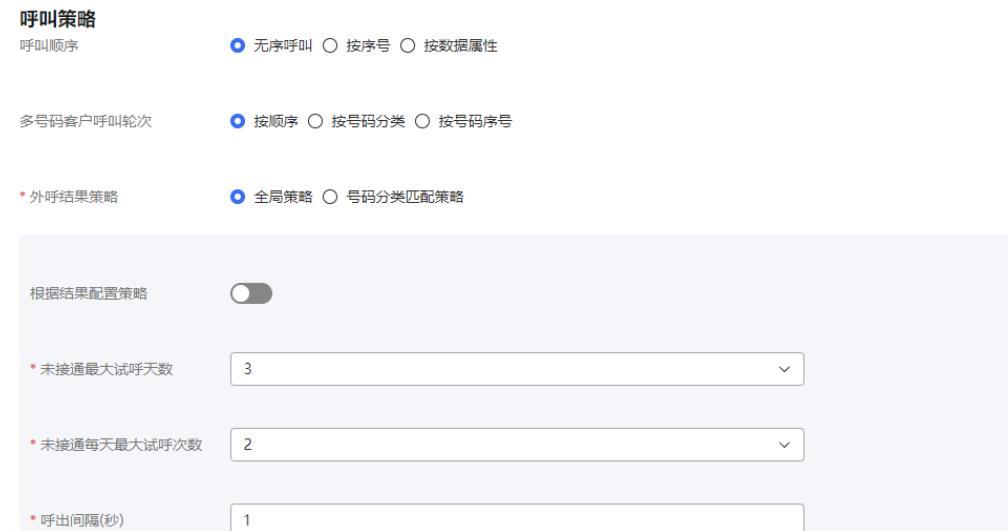 呼叫策略
呼叫顺序 无序呼叫 按序号 按数据属性
多号码客户呼叫轮次 按顺序 按号码分类 按号码序号
* 外呼结果策略 全局策略 号码分类匹配策略
根据结果配置策略
* 未接通最大试呼天数 3
* 未接通每天最大试呼次数 2
* 呼出间隔(秒) 1